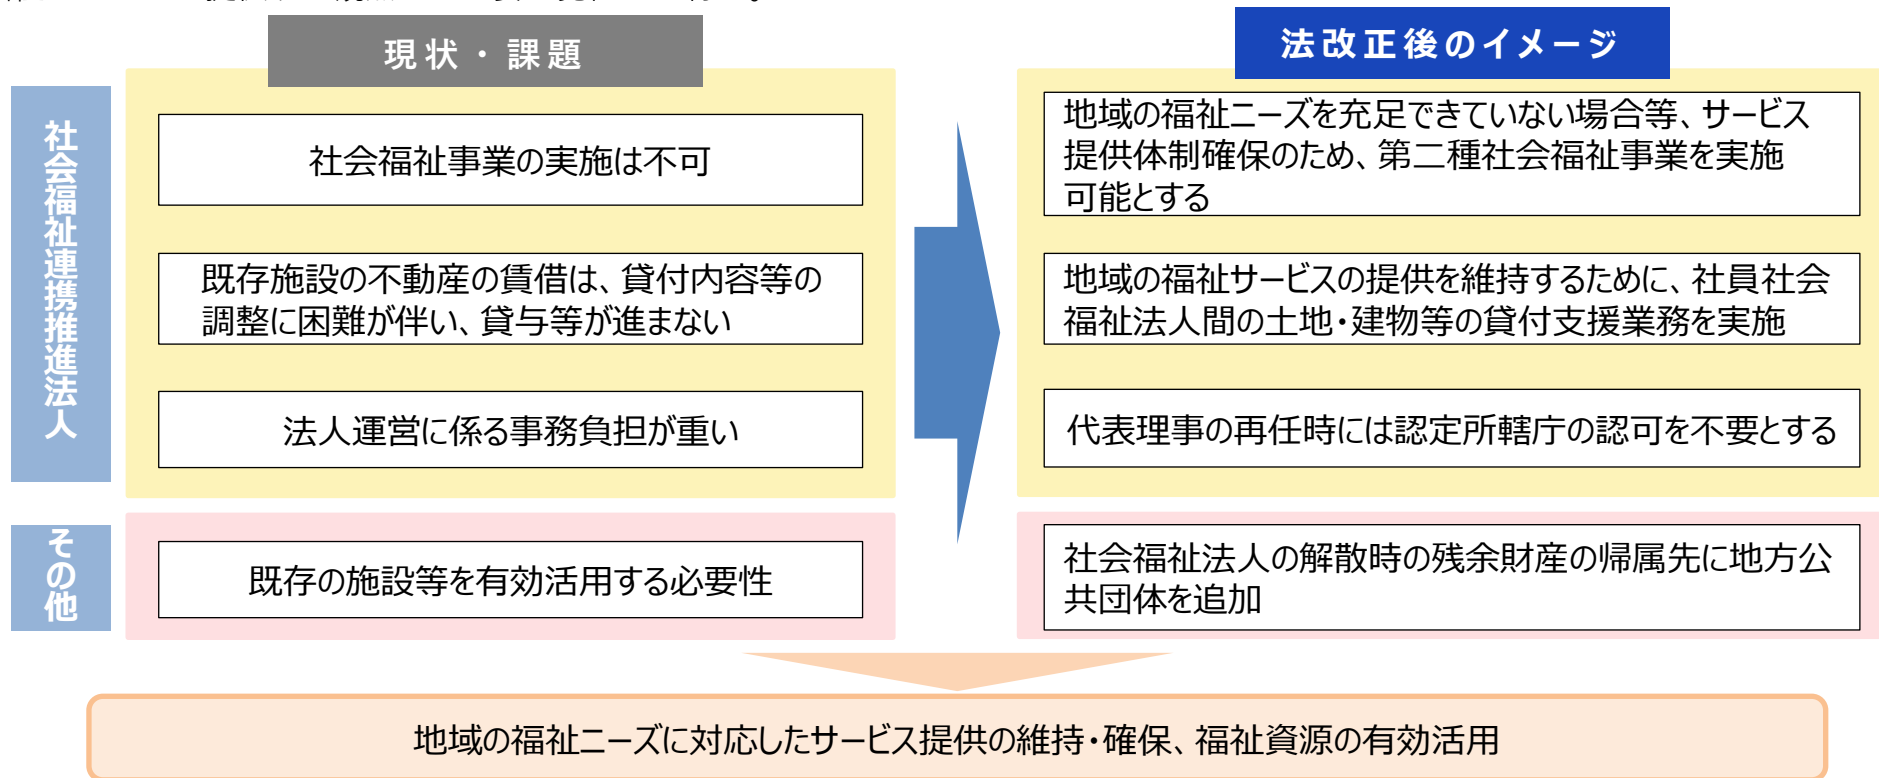 現状・課題
法改正後のイメージ
社会福祉連携推進法人
社会福祉事業の実施は不可
地域の福祉ニーズを充足できていない場合等、サービス
提供体制確保のため、第二種社会福祉事業を実施
可能とする
既存施設の不動産の賃借は、貸付内容等の
調整に困難が伴い、貸与等が進まない
地域の福祉サービスの提供を維持するために、社員社会
福祉法人間の土地・建物等の貸付支援業務を実施
法人運営に係る事務負担が重い
代表理事の再任時には認定所轄庁の認可を不要とする
その他
既存の施設等を有効活用する必要性
社会福祉法人の解散時の残余財産の帰属先に地方公
共団体を追加
地域の福祉ニーズに対応したサービス提供の維持・確保、福祉資源の有効活用